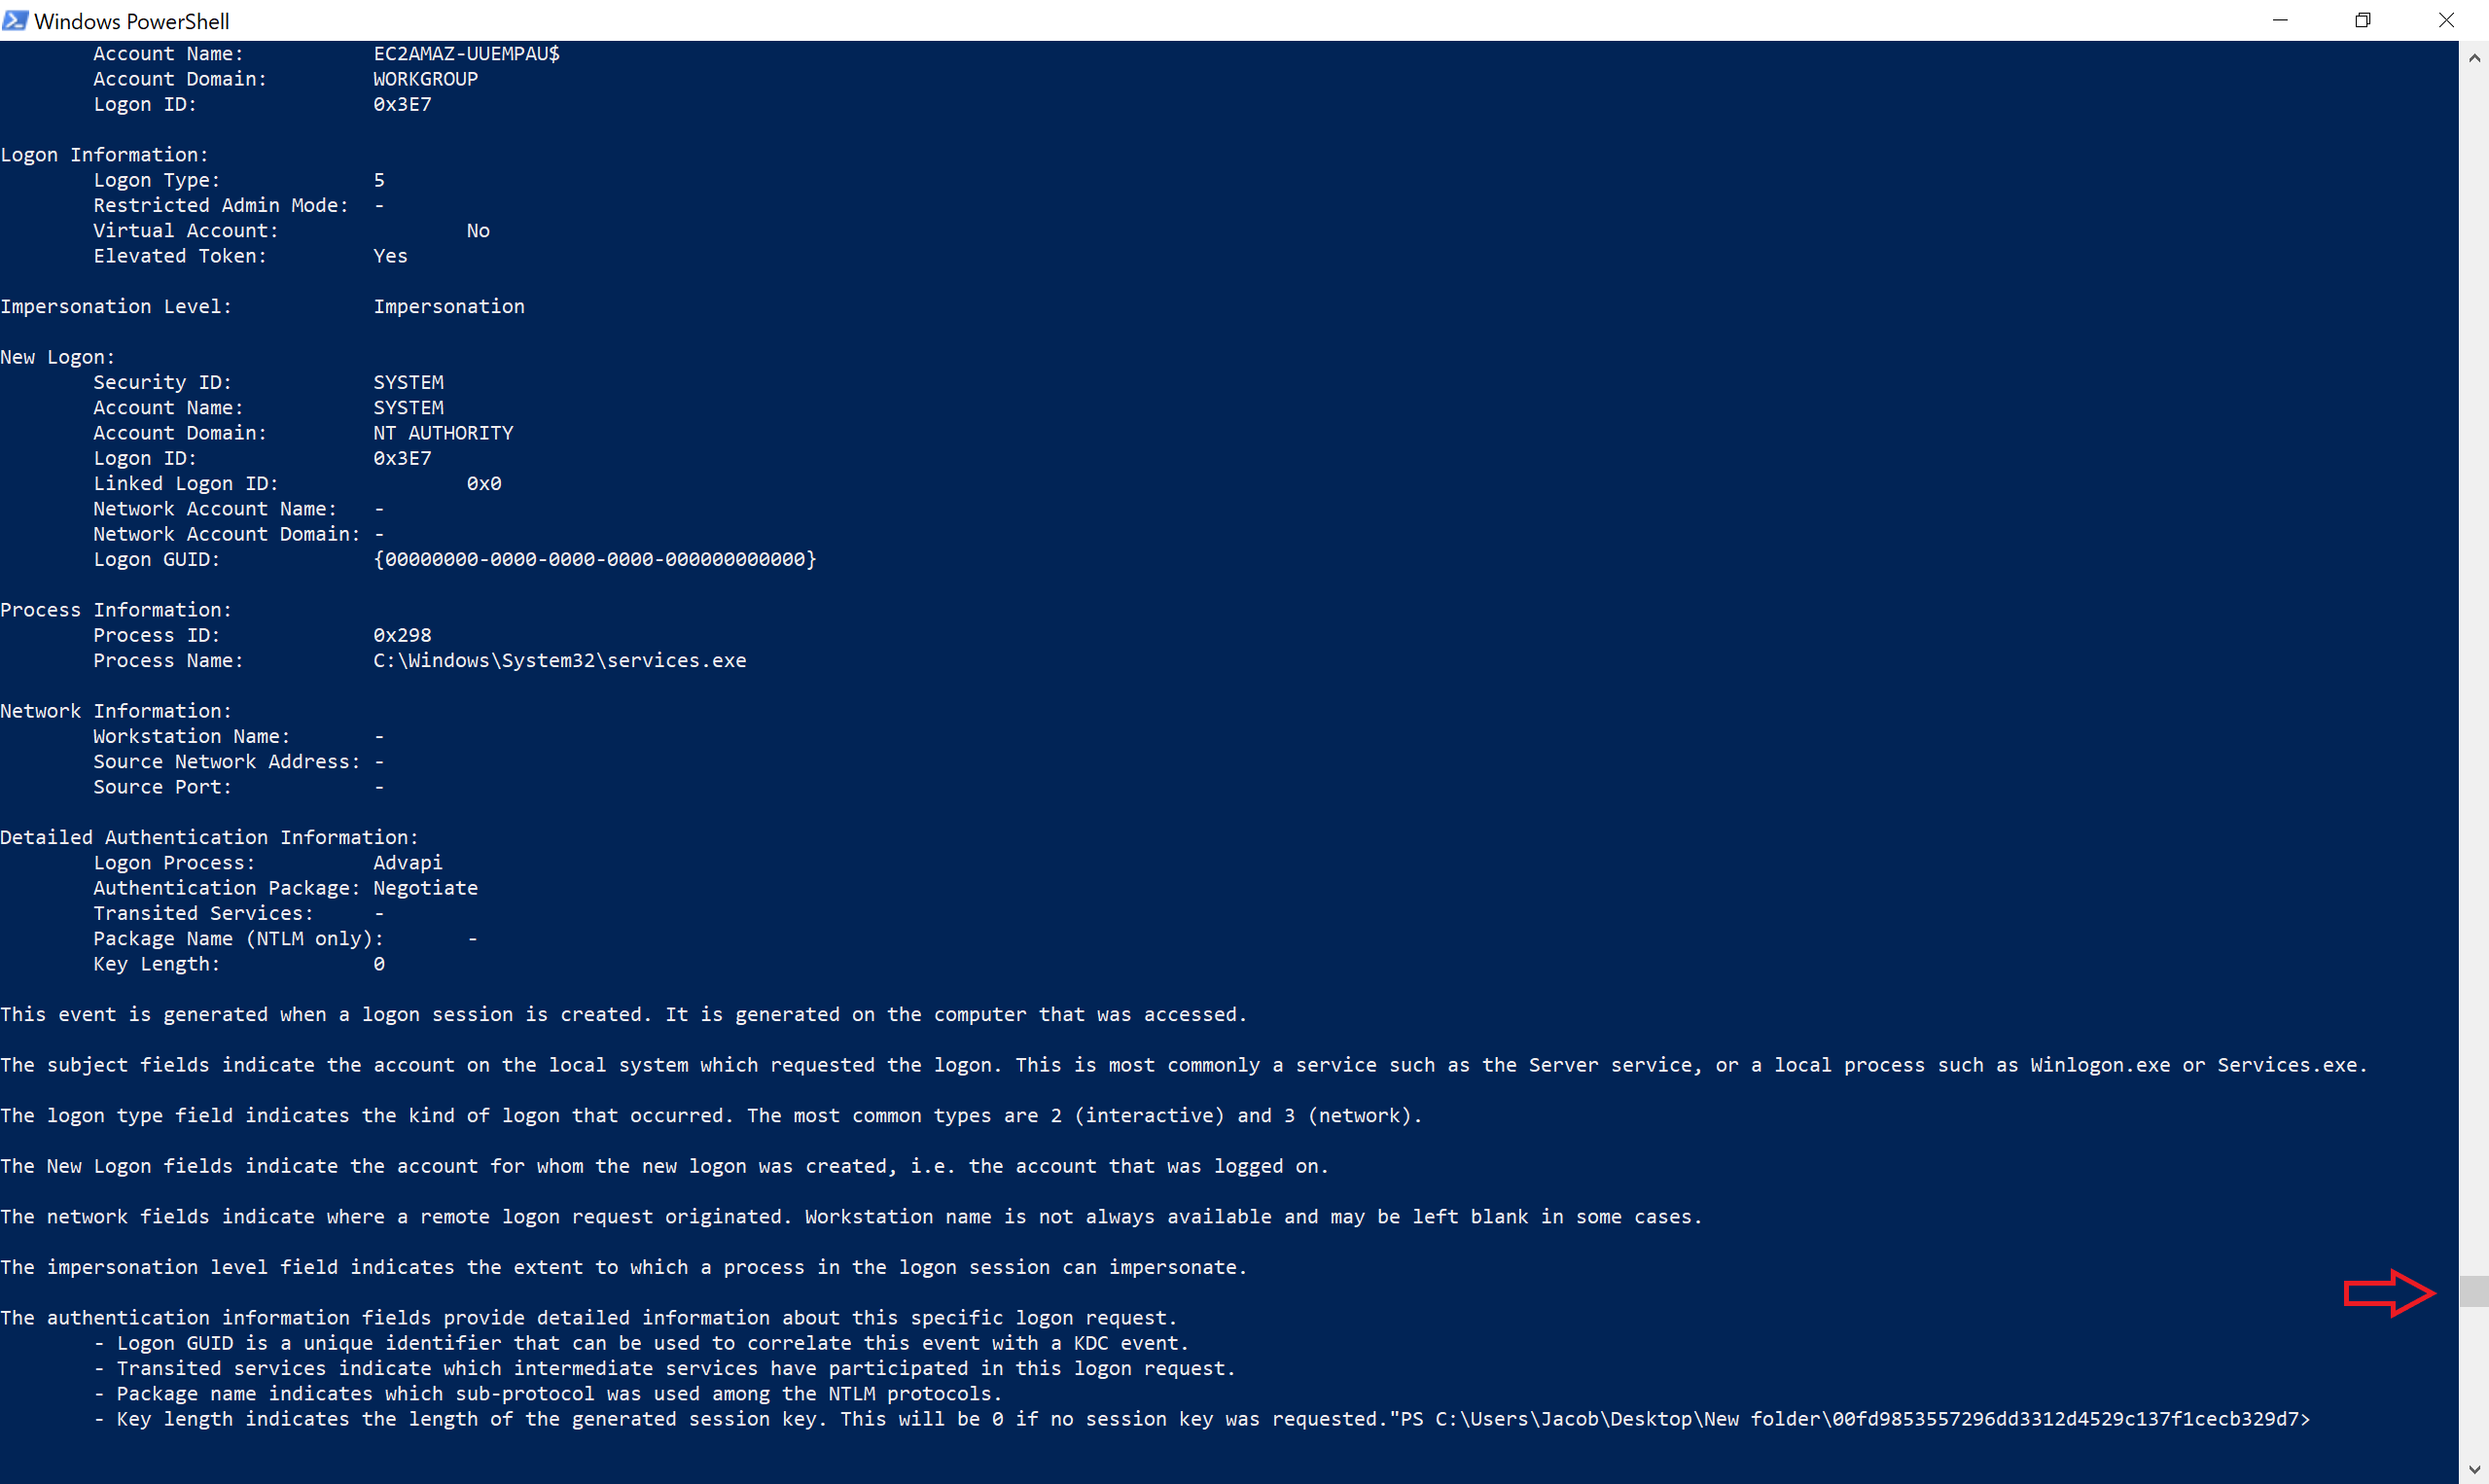 Windows PowerShell
Account Name: EC2AMAZ-UUEMPAU$
Account Domain: WORKGROUP
Logon ID: 0x3E7
Logon Information:
Logon Type: 5
Restricted Admin Mode: -
Virtual Account: No
Elevated Token: Yes
Impersonation Level: Impersonation
New Logon:
Security ID: SYSTEM
Account Name: SYSTEM
Account Domain: NT AUTHORITY
Logon ID: 0x3E7
Linked Logon ID: 0x0
Network Account Name: -
Network Account Domain: -
Logon GUID: {00000000-0000-0000-0000-000000000000}
Process Information:
Process ID: 0x298
Process Name: C:\Windows\System32\services.exe
Network Information:
Workstation Name: -
Source Network Address: -
Source Port: -
Detailed Authentication Information:
Logon Process: Advapi
Authentication Package: Negotiate
Transited Services: -
Package Name (NTLM only): -
Key Length: 0
This event is generated when a logon session is created. It is generated on the computer that was accessed.
The subject fields indicate the account on the local system which requested the logon. This is most commonly a service such as the Server service, or a local process such as Winlogon.exe or Services.exe.
The logon type field indicates the kind of logon that occurred. The most common types are 2 (interactive) and 3 (network).
The New Logon fields indicate the account for whom the new logon was created, i.e. the account that was logged on.
The network fields indicate where a remote logon request originated. Workstation name is not always available and may be left blank in some cases.
The impersonation level field indicates the extent to which a process in the logon session can impersonate.
The authentication information fields provide detailed information about this specific logon request.
- Logon GUID is a unique identifier that can be used to correlate this event with a KDC event.
- Transited services indicate which intermediate services have participated in this logon request.
- Package name indicates which sub-protocol was used among the NTLM protocols.
- Key length indicates the length of the generated session key. This will be 0 if no session key was requested."PS C:\Users\Jacob\Desktop\New folder\00fd9853557296dd3312d4529c137f1cecb329d7>